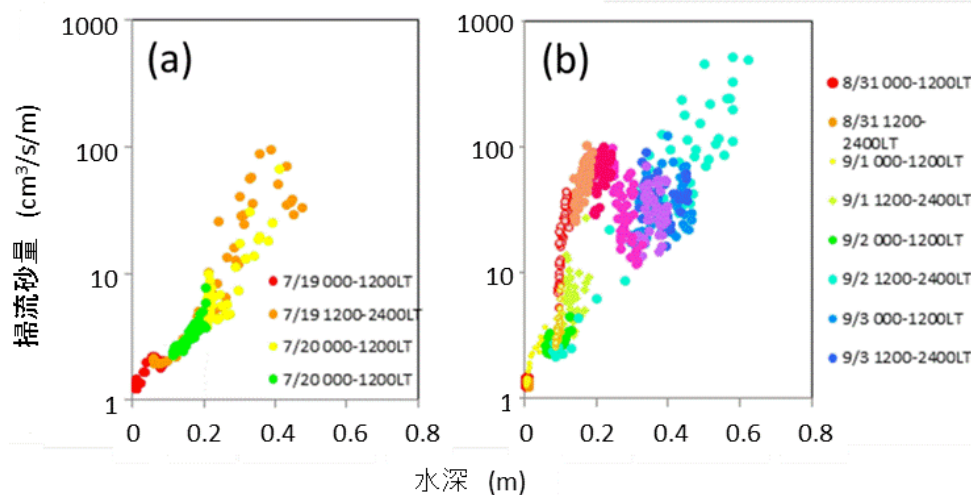 (a)
1000
100
10
1
0
0.2
0.4
0.6
0.8
7/19 000-1200LT
7/19 1200-2400LT
7/20 000-1200LT
7/20 000-1200LT
掃流砂量 (cm³/s/m)
(b)
1000
100
10
1
0
0.2
0.4
0.6
0.8
8/31 000-1200LT
8/31 1200-
2400LT
9/1 000-1200LT
9/1 1200-2400LT
9/2 000-1200LT
9/2 1200-2400LT
9/3 000-1200LT
9/3 1200-2400LT
水深 (m)